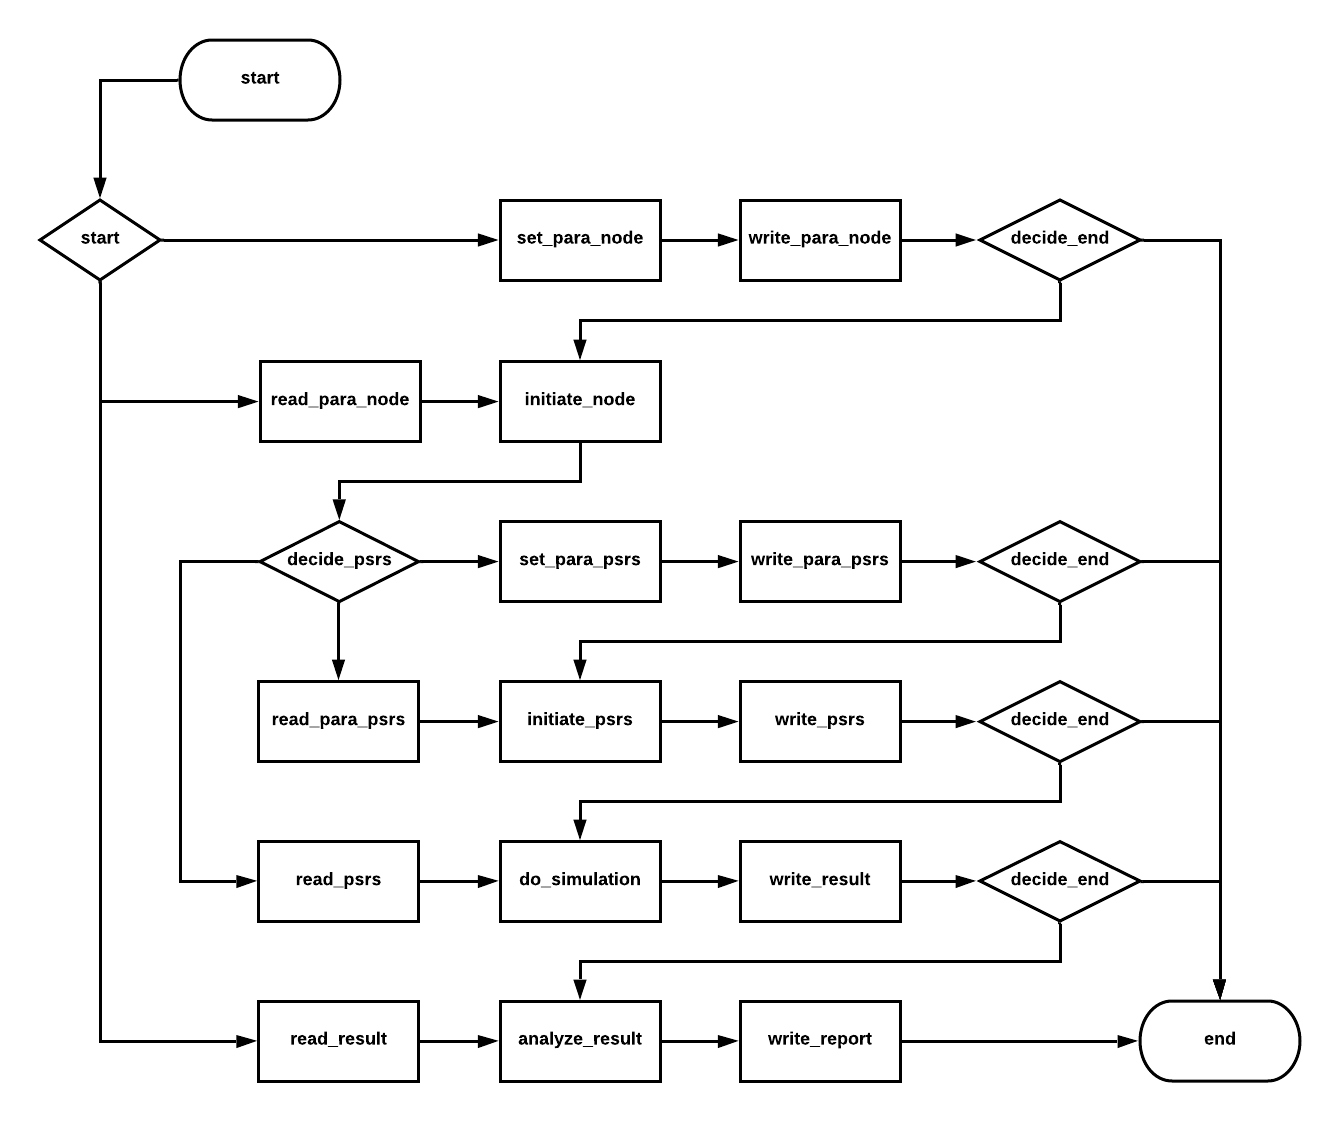 start
start
set_para_node
write_para_node
decide_end
read_para_node
initiate_node
decide_psrs
set_para_psrs
write_para_psrs
decide_end
read_para_psrs
initiate_psrs
write_psrs
decide_end
read_psrs
do_simulation
write_result
decide_end
read_result
analyze_result
write_report
end